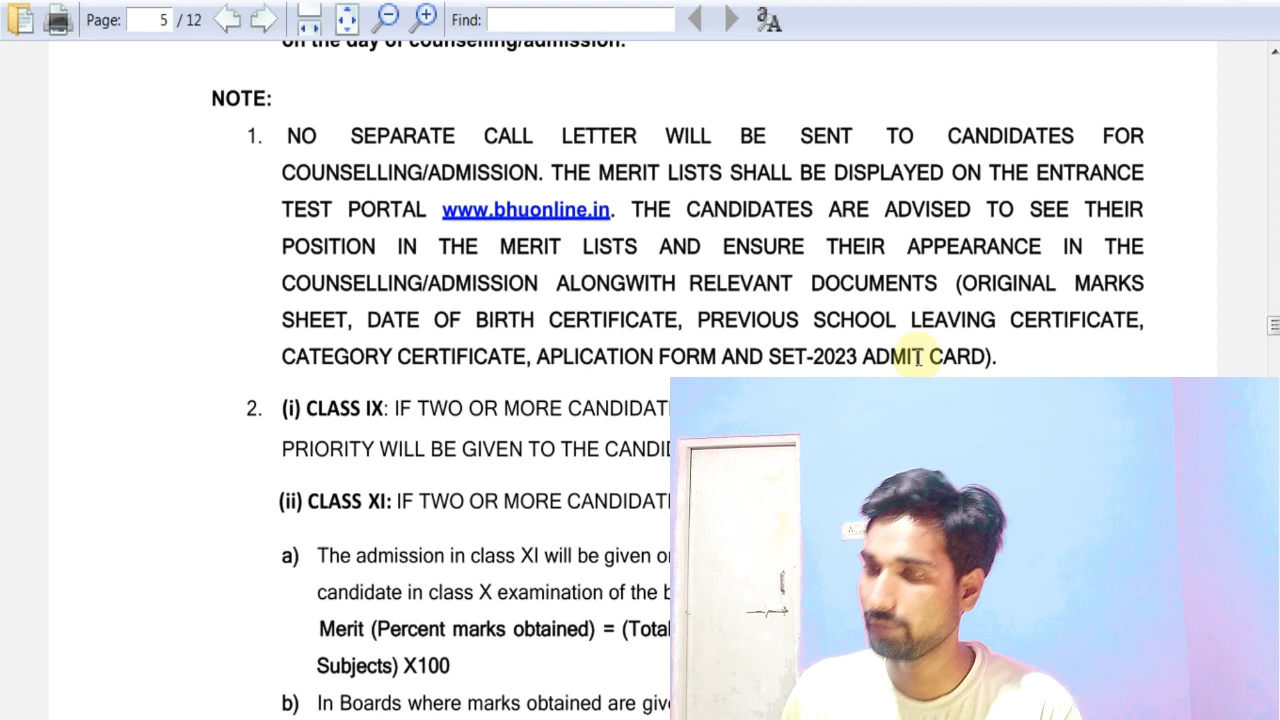 Page: 5 / 12 Find:
on the day of counselling/admission.
NOTE:
1. NO SEPARATE CALL LETTER WILL BE SENT TO CANDIDATES FOR
COUNSELLING/ADMISSION. THE MERIT LISTS SHALL BE DISPLAYED ON THE ENTRANCE
TEST PORTAL www.bhuonline.in. THE CANDIDATES ARE ADVISED TO SEE THEIR
POSITION IN THE MERIT LISTS AND ENSURE THEIR APPEARANCE IN THE
COUNSELLING/ADMISSION ALONGWITH RELEVANT DOCUMENTS (ORIGINAL MARKS
SHEET, DATE OF BIRTH CERTIFICATE, PREVIOUS SCHOOL LEAVING CERTIFICATE,
CATEGORY CERTIFICATE, APLICATION FORM AND SET-2023 ADMIT CARD).
2. (i) CLASS IX: IF TWO OR MORE CANDIDAT
PRIORITY WILL BE GIVEN TO THE CANDID
(ii) CLASS XI: IF TWO OR MORE CANDIDA
a) The admission in class XI will be given o
candidate in class X examination of the b
Merit (Percent marks obtained) = (Total
Subjects) X100
b) In Boards where marks obtained are giv